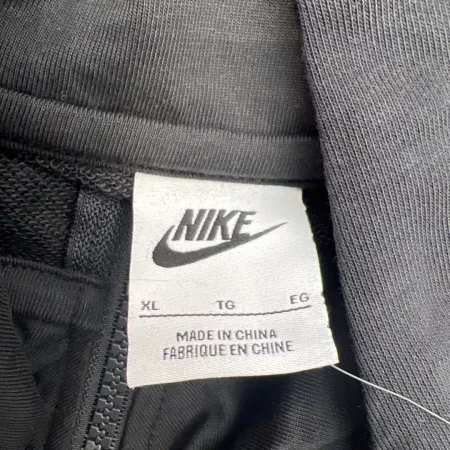 NIKE
XL TG EG
MADE IN CHINA
FABRIQUE EN CHINE